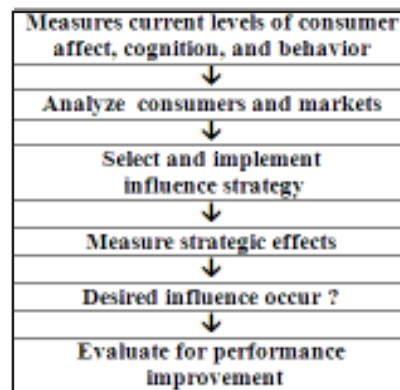 Measures current levels of consumer
affect, cognition, and behavior
Analyze consumers and markets
Select and implement
influence strategy
Measure strategic effects
Desired influence occur ?
Evaluate for performance
improvement